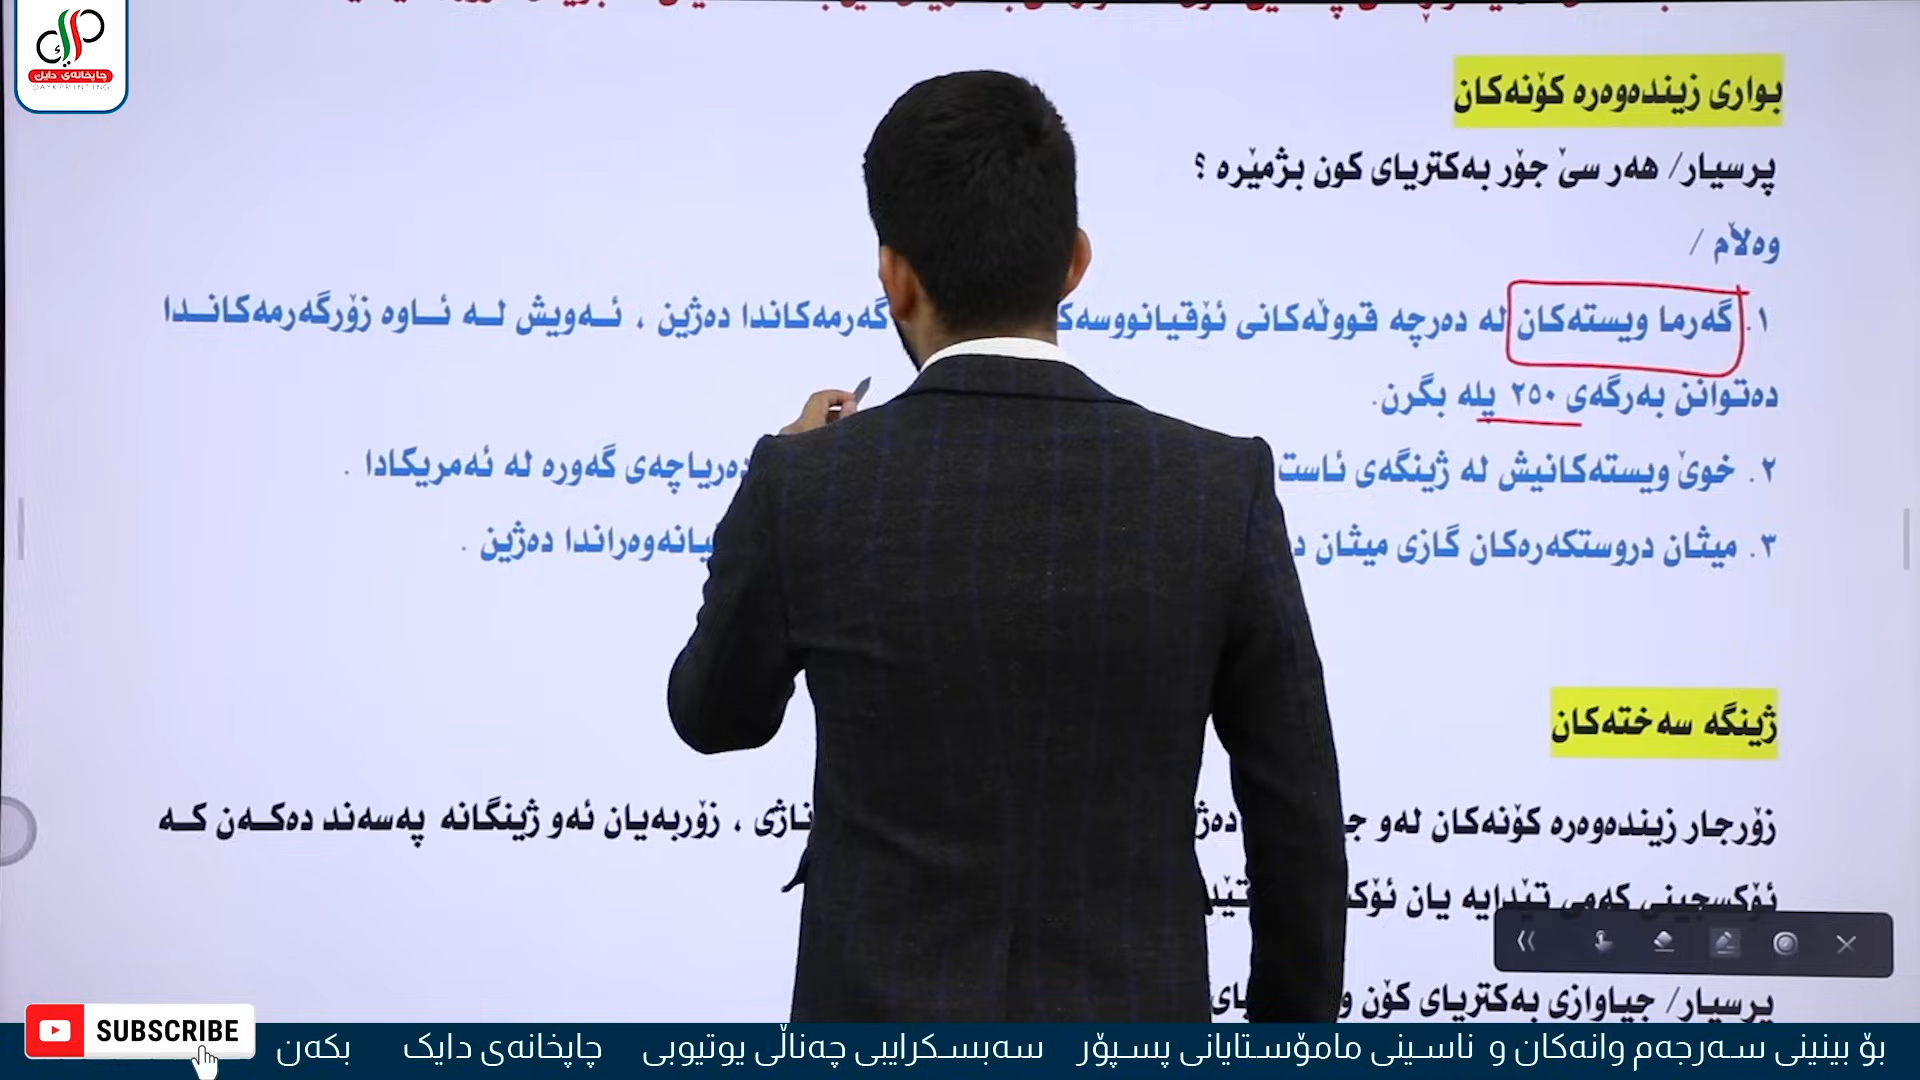 چاپخانەی دایک
DAYK PRINTING
بواری زیندەوەرە کۆنەکان
پرسیار/ هەر سێ جۆر بەکتریای کون بژمێرە ؟
وەڵام /
١. گەرما ویستەکان لە دەرچە قووڵەکانی ئۆقیانووسەک گەرمەکاندا دەژین ، ئەویش لە ئاوە زۆرگەرمەکاندا
دەتوانن بەرگەی ٢٥٠ پلە بگرن.
٢. خوێ ویستەکانیش لە ژینگەی ئاست دەریاچەی گەورە لە ئەمریکادا .
٣. میثان دروستکەرەکان گازی میثان د یانەوەراندا دەژین .
ژینگە سەختەکان
زۆرجار زیندەوەرە کۆنەکان لەو ناژی ، زۆربەیان ئەو ژینگانە پەسەند دەکەن کە
ئۆکسجینی کەمی تێدایە یان
پرسیار/ جیاوازی بەکتریای کۆن و
SUBSCRIBE
بۆ بینینی سەرجەم وانەکان و ناسینی مامۆستایانی پسپۆر سەبسکرایبی چەناڵی یوتیوبی چاپخانەی دایک بکەن